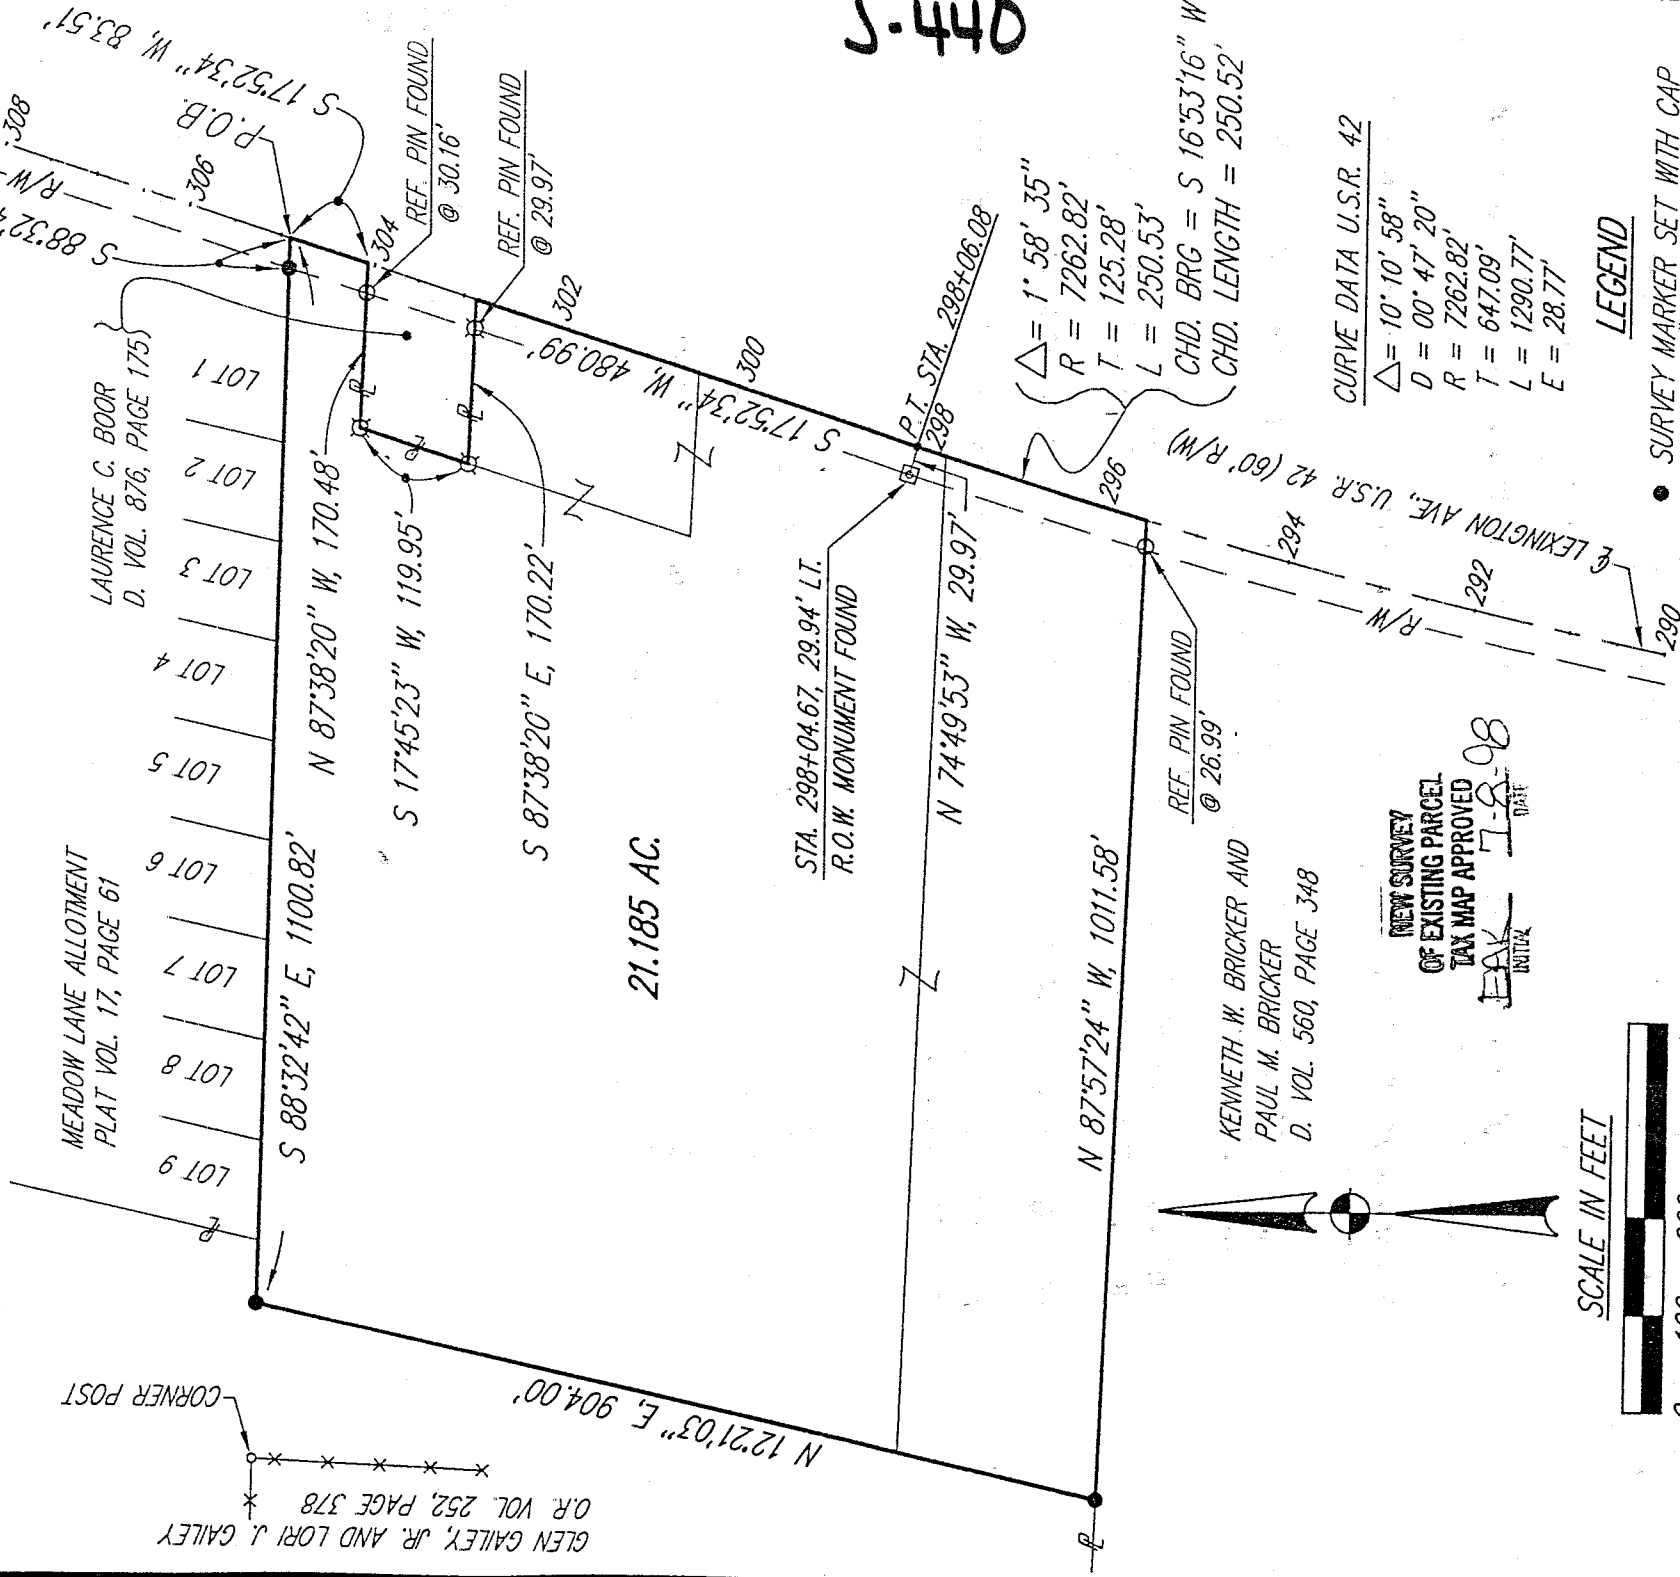 J-440
S 17°52'34" W, 83.51'
P.O.B.
308
306
304
302
300
298
296
294
292
290
R/W
S 88°32'4
REF. PIN FOUND
@ 30.16'
REF. PIN FOUND
@ 29.97'
LAURENCE C. BOOR
D. VOL. 876, PAGE 175
LOT 1
LOT 2
LOT 3
LOT 4
LOT 5
LOT 6
LOT 7
LOT 8
LOT 9
MEADOW LANE ALLOTMENT
PLAT VOL. 17, PAGE 61
N 87°38'20" W, 170.48'
S 17°45'23" W, 119.95'
S 87°38'20" E, 170.22'
S 88°32'42" E, 1100.82'
S 17°52'34" W, 480.99'
21.185 AC.
P.T. STA. 298+06.08
STA. 298+04.67, 29.94' LT.
R.O.W. MONUMENT FOUND
N 74°49'53" W, 29.97'
△= 1° 58' 35"
R = 7262.82'
T = 125.28'
L = 250.53'
CHD. BRG = S 16°53'16" W
CHD. LENGTH = 250.52'
CURVE DATA U.S.R. 42
△= 10° 10' 58"
D = 00° 47' 20"
R = 7262.82'
T = 647.09'
L = 1290.77'
E = 28.77'
℄ LEXINGTON AVE., U.S.R. 42 (60' R/W)
R/W
REF. PIN FOUND
@ 26.99'
N 87°57'24" W, 1011.58'
KENNETH W. BRICKER AND
PAUL M. BRICKER
D. VOL. 560, PAGE 348
NEW SURVEY
OF EXISTING PARCEL
TAX MAP APPROVED
EAK 7-8-98
INITIAL DATE
N 12°21'03" E, 904.00'
CORNER POST
GLEN GAILEY, JR. AND LORI J. GAILEY
O.R. VOL. 252, PAGE 378
SCALE IN FEET
LEGEND
● SURVEY MARKER SET WITH CAP